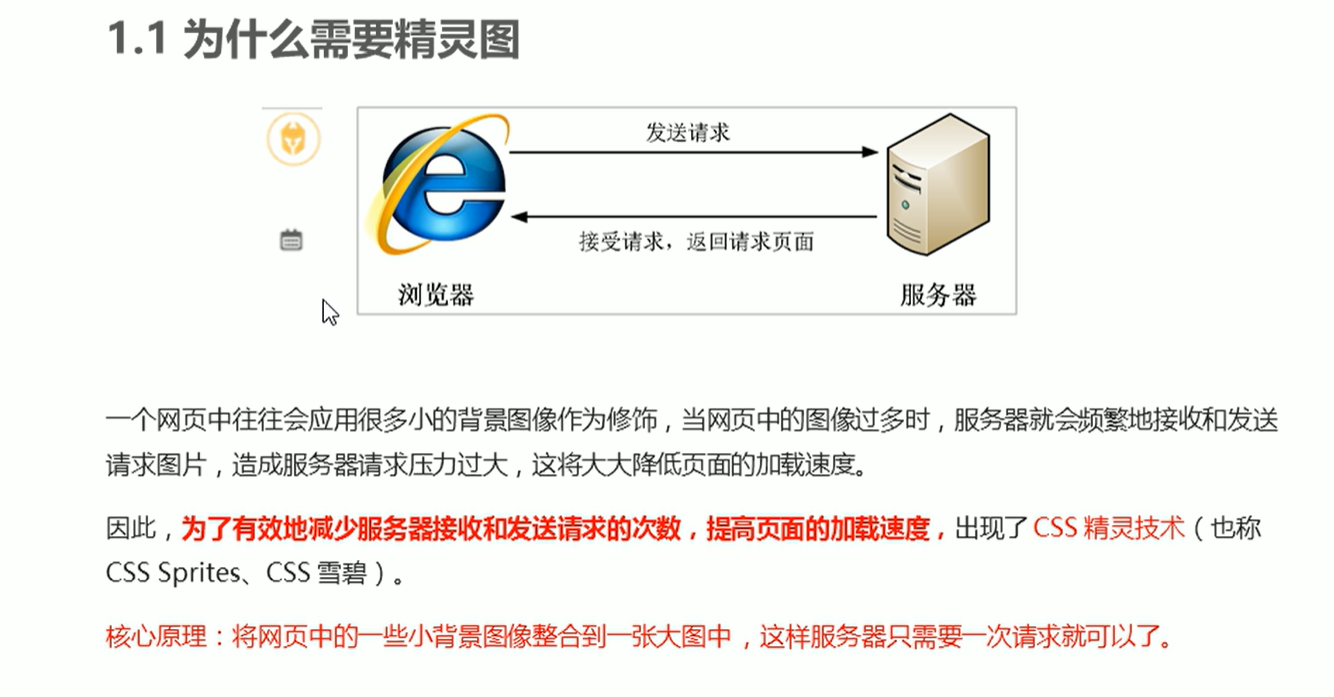 1.1 为什么需要精灵图
发送请求
接受请求，返回请求页面
浏览器
服务器
一个网页中往往会应用很多小的背景图像作为修饰，当网页中的图像过多时，服务器就会频繁地接收和发送
请求图片，造成服务器请求压力过大，这将大大降低页面的加载速度。
因此，为了有效地减少服务器接收和发送请求的次数，提高页面的加载速度，出现了 CSS 精灵技术（也称
CSS Sprites、CSS 雪碧）。
核心原理：将网页中的一些小背景图像整合到一张大图中，这样服务器只需要一次请求就可以了。